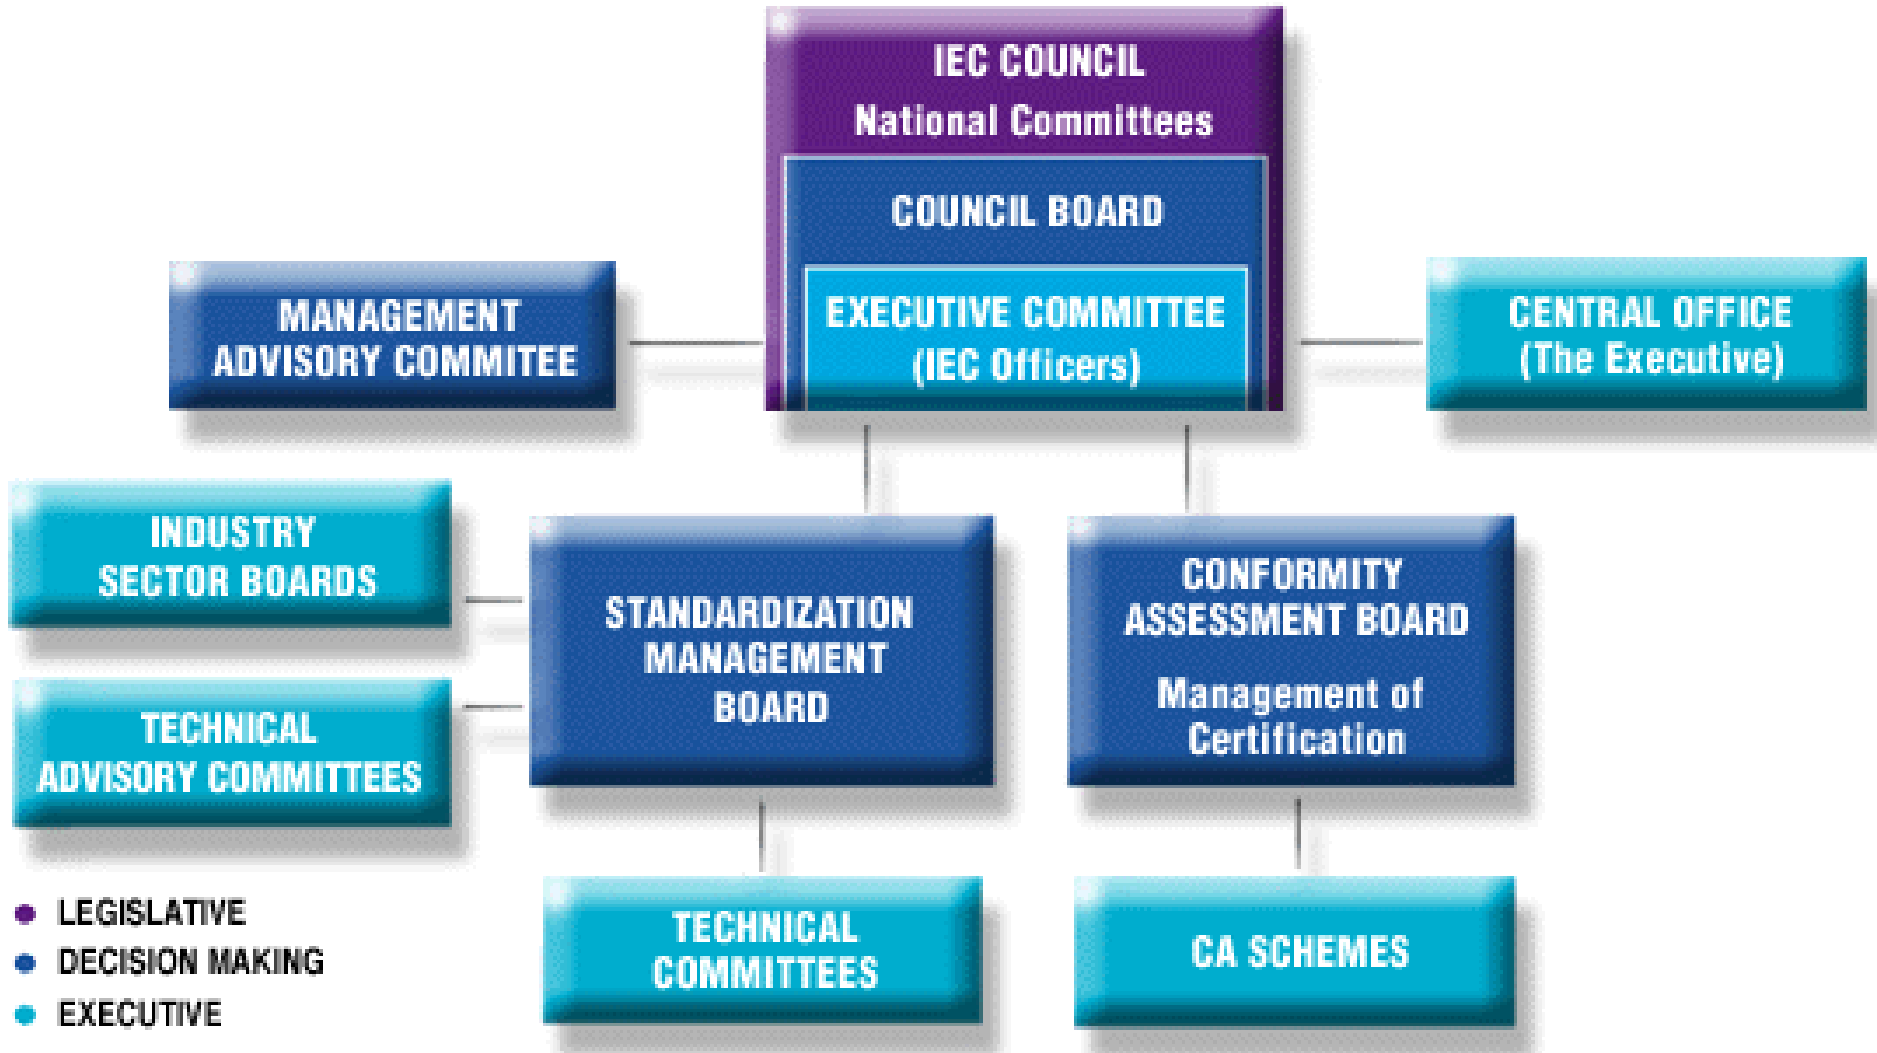 IEC COUNCIL
National Committees
COUNCIL BOARD
EXECUTIVE COMMITTEE
(IEC Officers)
MANAGEMENT
ADVISORY COMMITEE
CENTRAL OFFICE
(The Executive)
INDUSTRY
SECTOR BOARDS
TECHNICAL
ADVISORY COMMITTEES
STANDARDIZATION
MANAGEMENT
BOARD
CONFORMITY
ASSESSMENT BOARD
Management of
Certification
TECHNICAL
COMMITTEES
CA SCHEMES
LEGISLATIVE
DECISION MAKING
EXECUTIVE